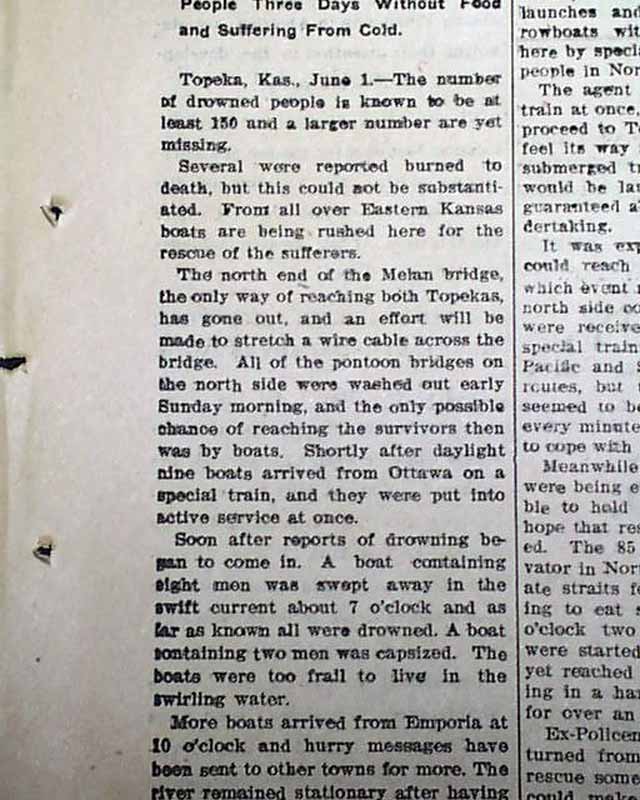 People Three Days Without Food
and Suffering From Cold.
Topeka, Kas., June 1.—The number
of drowned people is known to be at
least 150 and a larger number are yet
missing.
Several were reported burned to
death, but this could not be substanti-
ated. From all over Eastern Kansas
boats are being rushed here for the
rescue of the sufferers.
The north end of the Melan bridge,
the only way of reaching both Topekas,
has gone out, and an effort will be
made to stretch a wire cable across the
bridge. All of the pontoon bridges on
the north side were washed out early
Sunday morning, and the only possible
chance of reaching the survivors then
was by boats. Shortly after daylight
nine boats arrived from Ottawa on a
special train, and they were put into
active service at once.
Soon after reports of drowning be-
gan to come in. A boat containing
eight men was swept away in the
swift current about 7 o'clock and as
far as known all were drowned. A boat
containing two men was capsized. The
boats were too frail to live in the
swirling water.
More boats arrived from Emporia at
10 o'clock and hurry messages have
been sent to other towns for more. The
river remained stationary after having
launches and
rowboats wit
here by speci
people in Nor
The agent
train at once,
proceed to T
feel its way
submerged tr
would be la
guaranteed a
dertaking.
It was exp
could reach
which event
north side co
were receive
special train
Pacific and
routes, but
seemed to b
every minute
to cope with
Meanwhile
were being e
ble to hold
hope that res
ed. The 85
vator in Nor
ate straits f
ing to eat s
o'clock two
were started
yet reached
ing in a ha
for over an
Ex-Policem
turned from
rescue some
could make